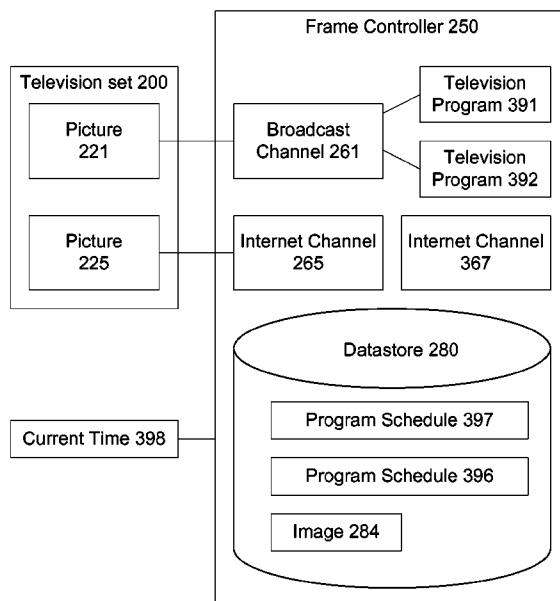 Frame Controller 250
Television set 200
Picture
221
Broadcast
Channel 261
Television
Program 391
Television
Program 392
Picture
225
Internet Channel
265
Internet Channel
367
Datastore 280
Current Time 398
Program Schedule 397
Program Schedule 396
Image 284